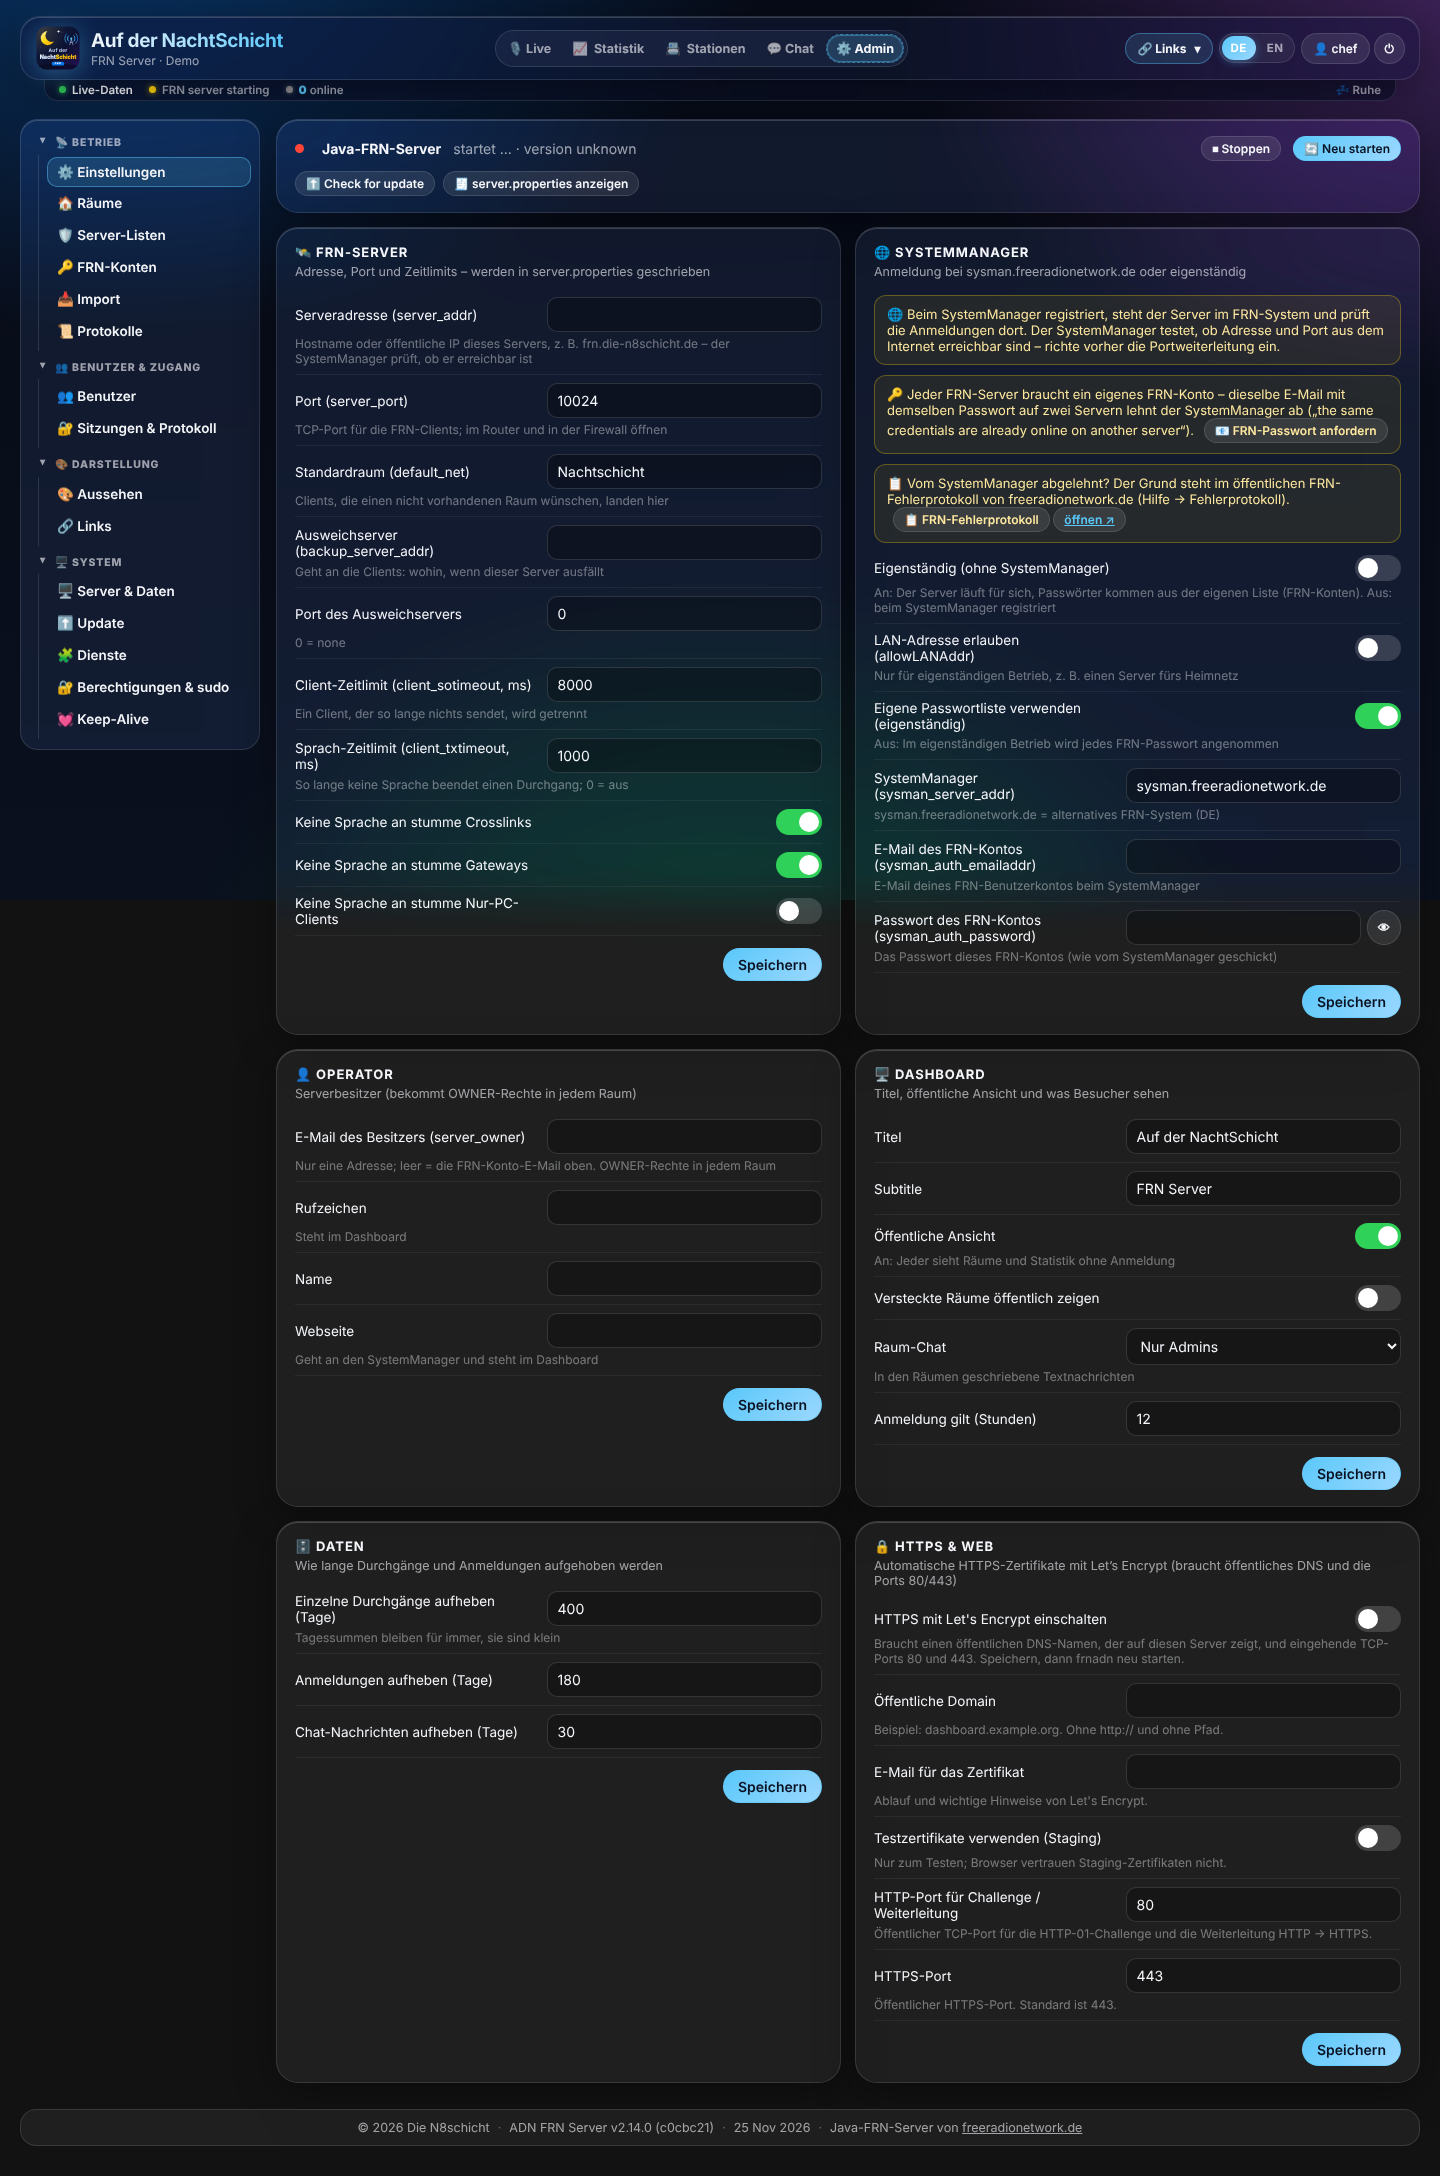 Auf der NachtSchicht
FRN Server · Demo
🎙️ Live
📈 Statistik
📇 Stationen
💬 Chat
⚙️ Admin
🔗 Links ▾
DE
EN
👤 chef
Live-Daten
FRN server starting
0 online
💤 Ruhe
▾ 📡 BETRIEB
⚙️ Einstellungen
🏠 Räume
🛡️ Server-Listen
🔑 FRN-Konten
📥 Import
📜 Protokolle
▾ 👥 BENUTZER & ZUGANG
👥 Benutzer
🔐 Sitzungen & Protokoll
▾ 🎨 DARSTELLUNG
🎨 Aussehen
🔗 Links
▾ 🖥️ SYSTEM
🖥️ Server & Daten
⬆️ Update
🧩 Dienste
🔐 Berechtigungen & sudo
💓 Keep-Alive
Java-FRN-Server startet ... · version unknown
⏹ Stoppen
🔄 Neu starten
⬆️ Check for update
🧾 server.properties anzeigen
🛰️ FRN-SERVER
Adresse, Port und Zeitlimits – werden in server.properties geschrieben
Serveradresse (server_addr)
Hostname oder öffentliche IP dieses Servers, z. B. frn.die-n8schicht.de – der
SystemManager prüft, ob er erreichbar ist
Port (server_port)
10024
TCP-Port für die FRN-Clients; im Router und in der Firewall öffnen
Standardraum (default_net)
Nachtschicht
Clients, die einen nicht vorhandenen Raum wünschen, landen hier
Ausweichserver
(backup_server_addr)
Geht an die Clients: wohin, wenn dieser Server ausfällt
Port des Ausweichservers
0
0 = none
Client-Zeitlimit (client_sotimeout, ms)
8000
Ein Client, der so lange nichts sendet, wird getrennt
Sprach-Zeitlimit (client_txtimeout,
ms)
1000
So lange keine Sprache beendet einen Durchgang; 0 = aus
Keine Sprache an stumme Crosslinks
Keine Sprache an stumme Gateways
Keine Sprache an stumme Nur-PC-
Clients
Speichern
🌐 SYSTEMMANAGER
Anmeldung bei sysman.freeradionetwork.de oder eigenständig
🌐 Beim SystemManager registriert, steht der Server im FRN-System und prüft
die Anmeldungen dort. Der SystemManager testet, ob Adresse und Port aus dem
Internet erreichbar sind – richte vorher die Portweiterleitung ein.
🔑 Jeder FRN-Server braucht ein eigenes FRN-Konto – dieselbe E-Mail mit
demselben Passwort auf zwei Servern lehnt der SystemManager ab („the same
credentials are already online on another server“). 📧 FRN-Passwort anfordern
📋 Vom SystemManager abgelehnt? Der Grund steht im öffentlichen FRN-
Fehlerprotokoll von freeradionetwork.de (Hilfe → Fehlerprotokoll).
📋 FRN-Fehlerprotokoll
öffnen ↗
Eigenständig (ohne SystemManager)
An: Der Server läuft für sich, Passwörter kommen aus der eigenen Liste (FRN-Konten). Aus:
beim SystemManager registriert
LAN-Adresse erlauben
(allowLANAddr)
Nur für eigenständigen Betrieb, z. B. einen Server fürs Heimnetz
Eigene Passwortliste verwenden
(eigenständig)
Aus: Im eigenständigen Betrieb wird jedes FRN-Passwort angenommen
SystemManager
(sysman_server_addr)
sysman.freeradionetwork.de
sysman.freeradionetwork.de = alternatives FRN-System (DE)
E-Mail des FRN-Kontos
(sysman_auth_emailaddr)
E-Mail deines FRN-Benutzerkontos beim SystemManager
Passwort des FRN-Kontos
(sysman_auth_password)
Das Passwort dieses FRN-Kontos (wie vom SystemManager geschickt)
Speichern
👤 OPERATOR
Serverbesitzer (bekommt OWNER-Rechte in jedem Raum)
E-Mail des Besitzers (server_owner)
Nur eine Adresse; leer = die FRN-Konto-E-Mail oben. OWNER-Rechte in jedem Raum
Rufzeichen
Steht im Dashboard
Name
Webseite
Geht an den SystemManager und steht im Dashboard
Speichern
🖥️ DASHBOARD
Titel, öffentliche Ansicht und was Besucher sehen
Titel
Auf der NachtSchicht
Subtitle
FRN Server
Öffentliche Ansicht
An: Jeder sieht Räume und Statistik ohne Anmeldung
Versteckte Räume öffentlich zeigen
Raum-Chat
Nur Admins
In den Räumen geschriebene Textnachrichten
Anmeldung gilt (Stunden)
12
Speichern
🗄️ DATEN
Wie lange Durchgänge und Anmeldungen aufgehoben werden
Einzelne Durchgänge aufheben
(Tage)
400
Tagessummen bleiben für immer, sie sind klein
Anmeldungen aufheben (Tage)
180
Chat-Nachrichten aufheben (Tage)
30
Speichern
🔒 HTTPS & WEB
Automatische HTTPS-Zertifikate mit Let’s Encrypt (braucht öffentliches DNS und die
Ports 80/443)
HTTPS mit Let's Encrypt einschalten
Braucht einen öffentlichen DNS-Namen, der auf diesen Server zeigt, und eingehende TCP-
Ports 80 und 443. Speichern, dann frnadn neu starten.
Öffentliche Domain
Beispiel: dashboard.example.org. Ohne http:// und ohne Pfad.
E-Mail für das Zertifikat
Ablauf und wichtige Hinweise von Let's Encrypt.
Testzertifikate verwenden (Staging)
Nur zum Testen; Browser vertrauen Staging-Zertifikaten nicht.
HTTP-Port für Challenge /
Weiterleitung
80
Öffentlicher TCP-Port für die HTTP-01-Challenge und die Weiterleitung HTTP → HTTPS.
HTTPS-Port
443
Öffentlicher HTTPS-Port. Standard ist 443.
Speichern
© 2026 Die N8schicht · ADN FRN Server v2.14.0 (c0cbc21) · 25 Nov 2026 · Java-FRN-Server von freeradionetwork.de